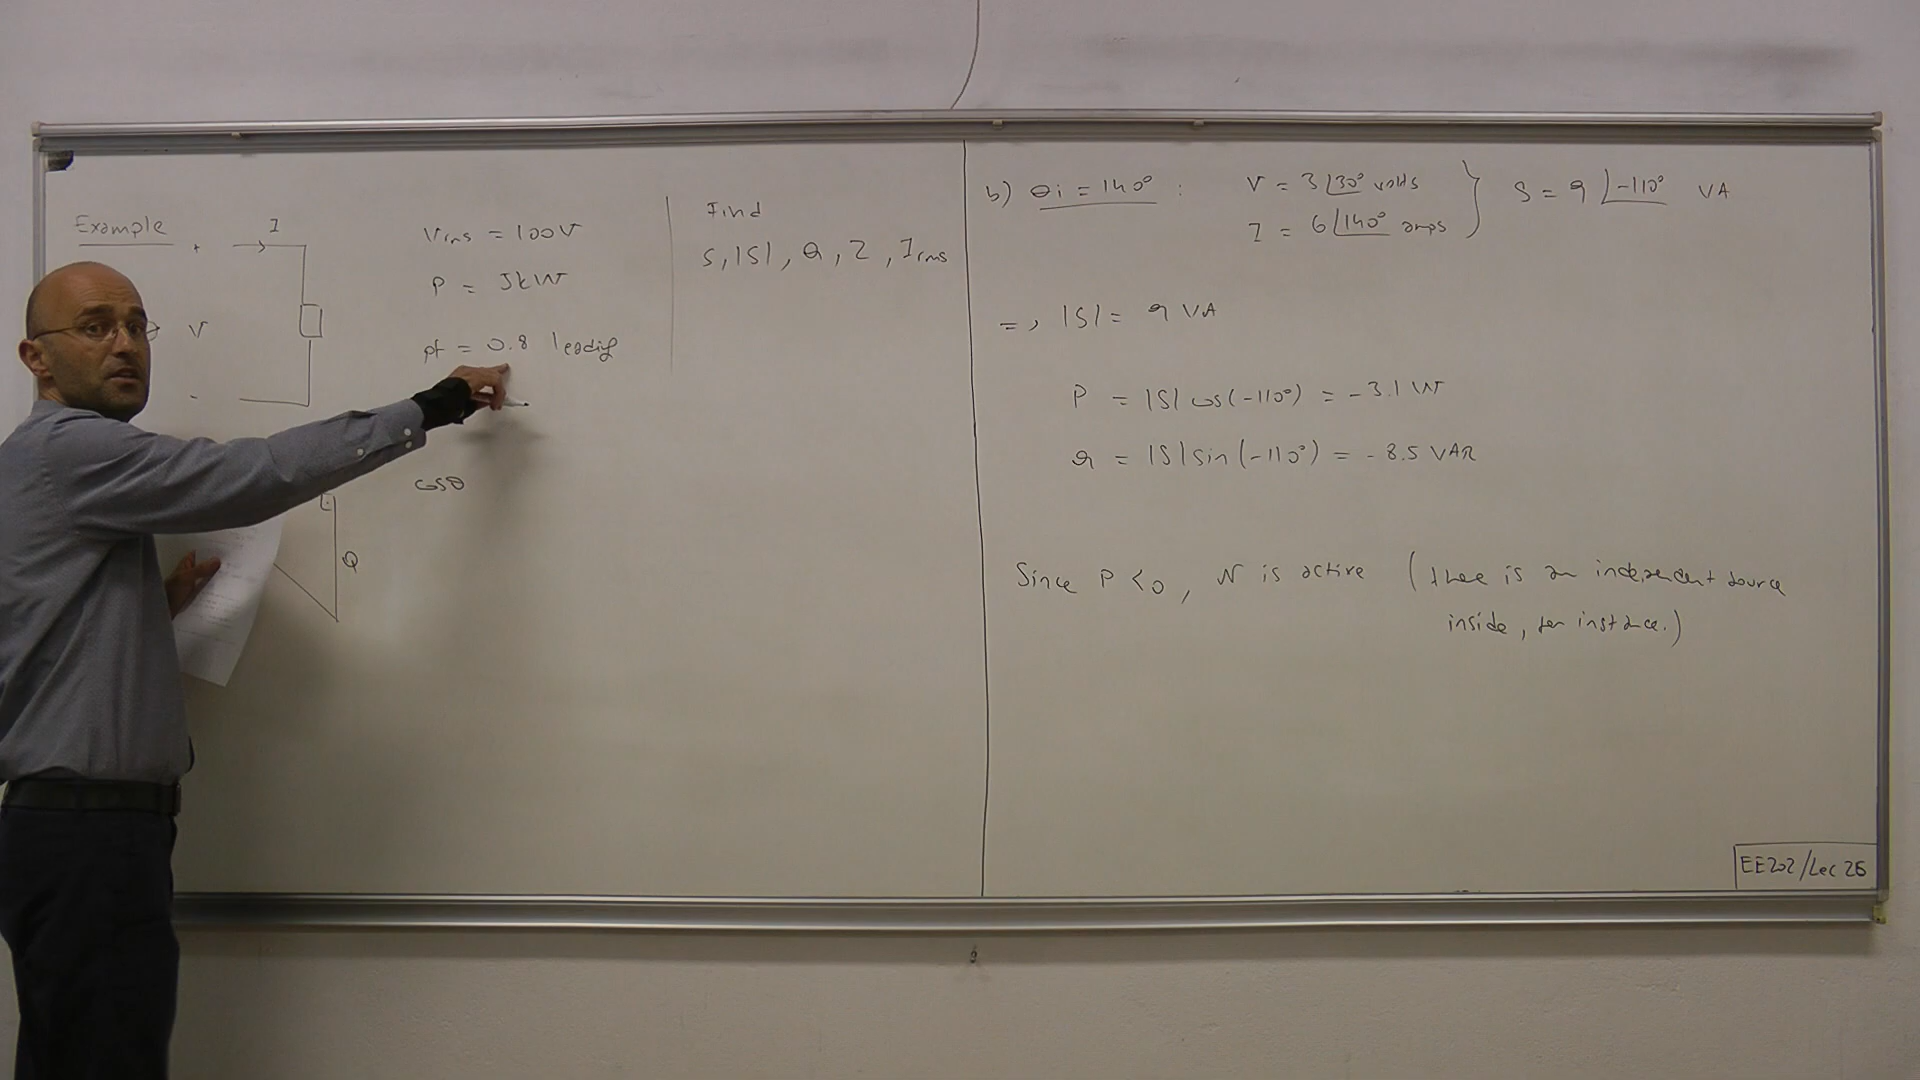 Example
+ I
V
-
Vrms = 100V
P = 5kW
pf = 0.8 leading
Find
S, |S|, Q, Z, Irms
cosθ
Q
b) θi = 140° : V = 3∠30° volts } S = 9∠-110° VA
I = 6∠140° amps
=> |S| = 9 VA
P = |S| cos(-110°) = -3.1 W
Q = |S| sin(-110°) = -8.5 VAR
Since P < 0, N is active (there is an independent source
inside, for instance.)
EE202/Lec 26